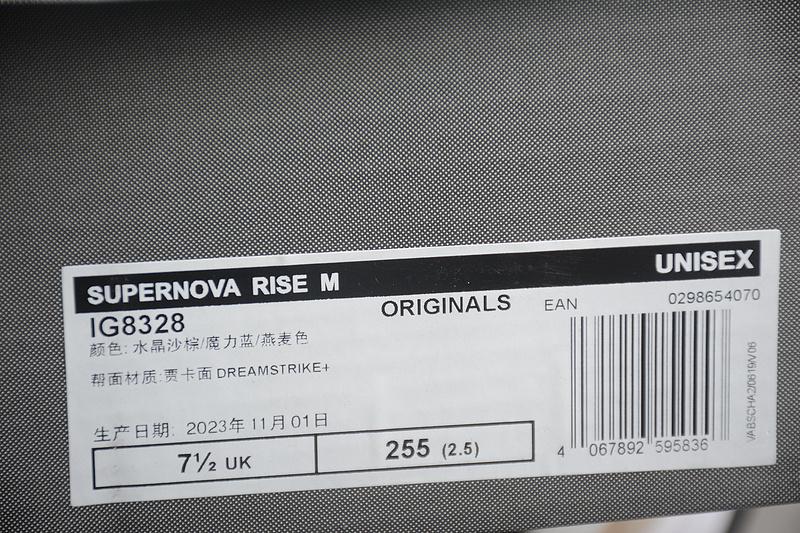 SUPERNOVA RISE M UNISEX
IG8328 ORIGINALS EAN 0298654070
颜色: 水晶沙棕/魔力蓝/燕麦色
帮面材质:贾卡面 DREAMSTRIKE+
生产日期: 2023年11月01日
7½ UK 255 (2.5)
4 067892 595836